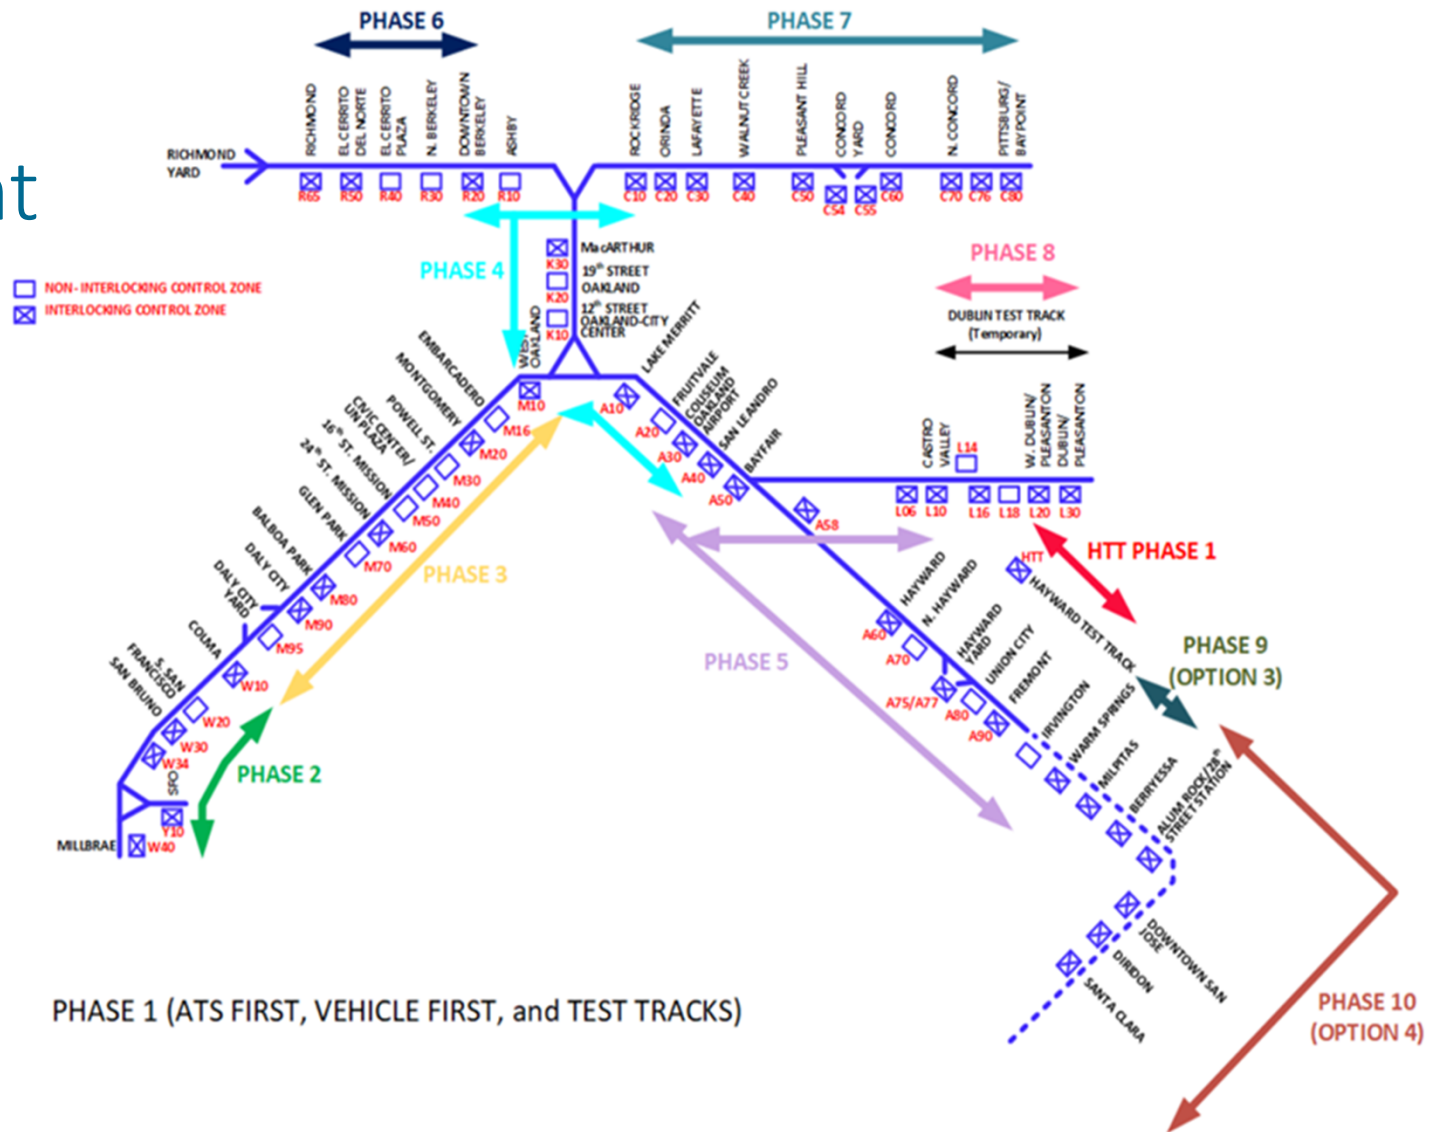 PHASE 6
PHASE 7
RICHMOND
EL CERRITO
DEL NORTE
EL CERRITO
PLAZA
N. BERKELEY
DOWNTOWN
BERKELEY
ASHBY
ROCKRIDGE
ORINDA
LAFAYETTE
WALNUT CREEK
PLEASANT HILL
CONCORD
YARD
CONCORD
N. CONCORD
PITTSBURG/
BAYPOINT
RICHMOND
YARD
R65
R50
R40
R30
R20
R10
C10
C20
C30
C40
C50
C54
C55
C60
C70
C76
C80
nt
NON- INTERLOCKING CONTROL ZONE
INTERLOCKING CONTROL ZONE
PHASE 4
MacARTHUR
K30
19th STREET
OAKLAND
K20
12th STREET
OAKLAND-CITY
CENTER
K10
PHASE 8
DUBLIN TEST TRACK
(Temporary)
WEST
OAKLAND
LAKE MERRITT
FRUITVALE
COLISEUM
OAKLAND
AIRPORT
SAN LEANDRO
BAYFAIR
EMBARCADERO
MONTGOMERY
POWELL ST.
CIVIC CENTER/
UN PLAZA
16th ST. MISSION
24th ST. MISSION
GLEN PARK
BALBOA PARK
DALY CITY
DALY CITY
YARD
COLMA
S. SAN
FRANCISCO
SAN BRUNO
M10
M16
M20
M30
M40
M50
M60
M70
M80
M90
M95
W10
W20
W30
W34
SFO
Y10
MILLBRAE
W40
A10
A20
A30
A40
A50
A58
CASTRO
VALLEY
L14
W. DUBLIN/
PLEASANTON
DUBLIN/
PLEASANTON
L06
L10
L16
L18
L20
L30
PHASE 3
PHASE 2
PHASE 5
HTT PHASE 1
HTT
HAYWARD TEST TRACK
HAYWARD
N. HAYWARD
HAYWARD
YARD
UNION CITY
FREMONT
IRVINGTON
WARM SPRINGS
MILPITAS
BERRYESSA
ALUM ROCK/28th
STREET STATION
A60
A70
A75/A77
A80
A90
PHASE 9
(OPTION 3)
DOWNTOWN SAN
JOSE
DIRIDON
SANTA CLARA
PHASE 10
(OPTION 4)
PHASE 1 (ATS FIRST, VEHICLE FIRST, and TEST TRACKS)